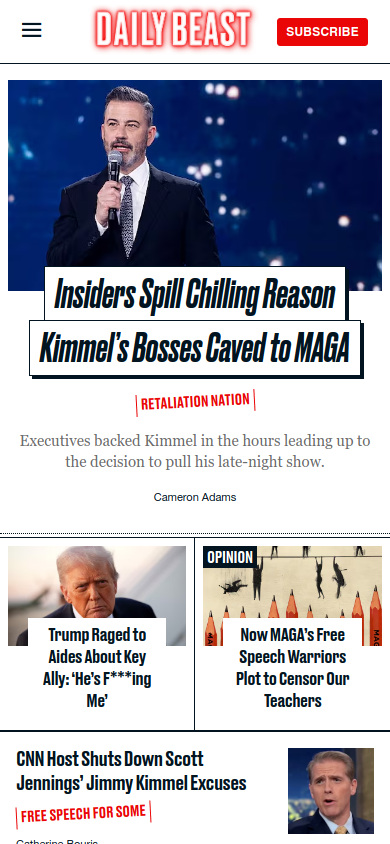 DAILY BEAST
SUBSCRIBE
Insiders Spill Chilling Reason
Kimmel's Bosses Caved to MAGA
RETALIATION NATION
Executives backed Kimmel in the hours leading up to
the decision to pull his late-night show.
Cameron Adams
Trump Raged to
Aides About Key
Ally: 'He's F***ing
Me'
OPINION
MAG
Now MAGA's Free
Speech Warriors
Plot to Censor Our
Teachers
CNN Host Shuts Down Scott
Jennings' Jimmy Kimmel Excuses
FREE SPEECH FOR SOME